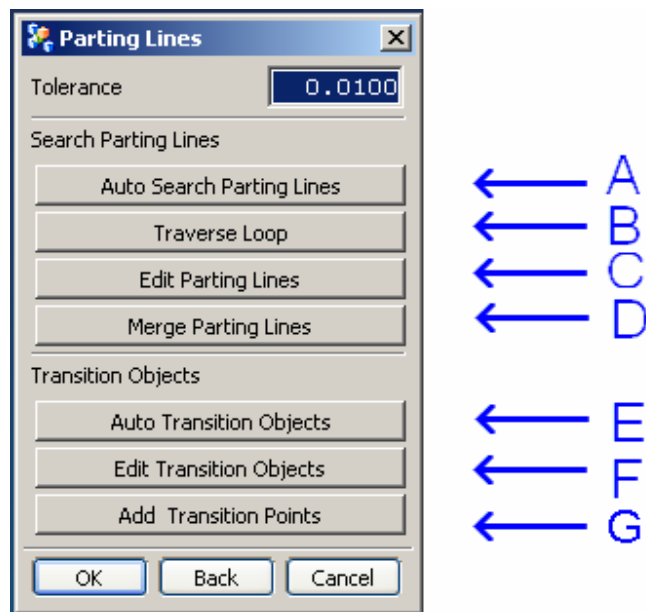 Parting Lines
Tolerance 0.0100
Search Parting Lines
Auto Search Parting Lines A
Traverse Loop B
Edit Parting Lines C
Merge Parting Lines D
Transition Objects
Auto Transition Objects E
Edit Transition Objects F
Add Transition Points G
OK Back Cancel